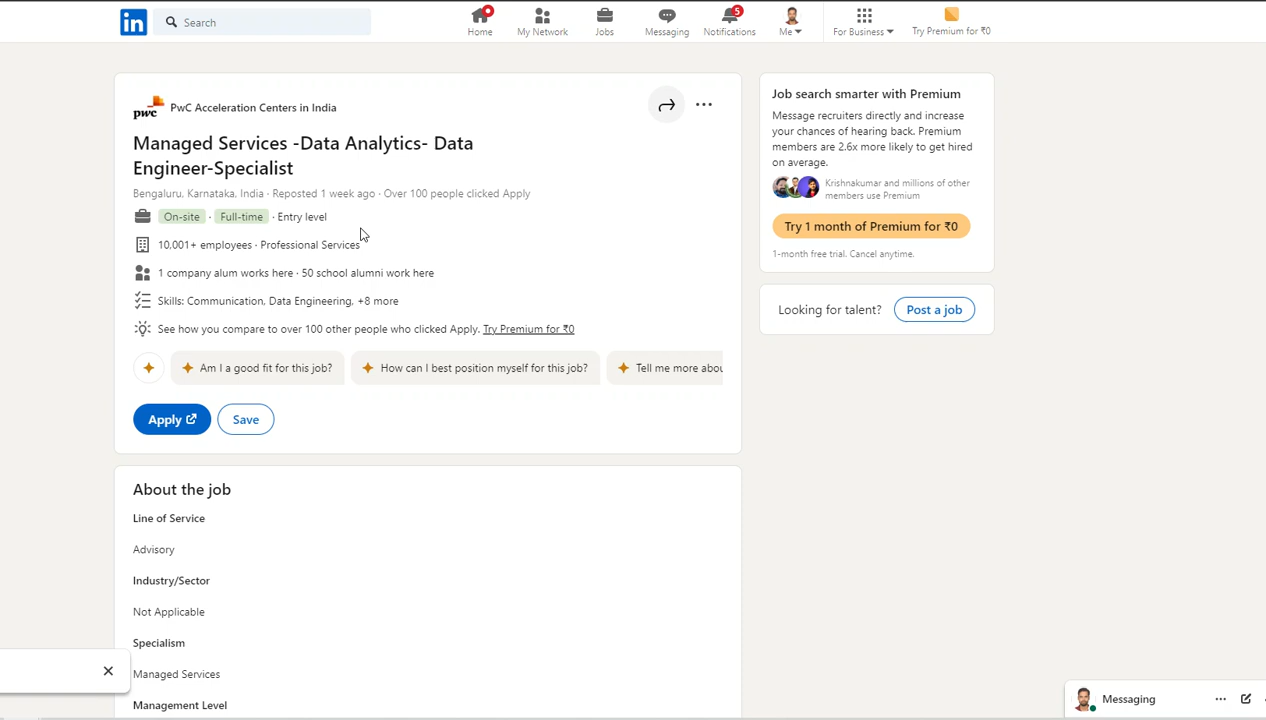 in
Search
Home
My Network
Jobs
Messaging
5
Notifications
Me
For Business
Try Premium for ₹0
pwc
PwC Acceleration Centers in India
Managed Services -Data Analytics- Data
Engineer-Specialist
Bengaluru, Karnataka, India · Reposted 1 week ago · Over 100 people clicked Apply
On-site · Full-time · Entry level
10,001+ employees · Professional Services
1 company alum works here · 50 school alumni work here
Skills: Communication, Data Engineering, +8 more
See how you compare to over 100 other people who clicked Apply. Try Premium for ₹0
Am I a good fit for this job?
How can I best position myself for this job?
Tell me more abou
Apply
Save
About the job
Line of Service
Advisory
Industry/Sector
Not Applicable
Specialism
Managed Services
Management Level
Job search smarter with Premium
Message recruiters directly and increase
your chances of hearing back. Premium
members are 2.6x more likely to get hired
on average.
Krishnakumar and millions of other
members use Premium
Try 1 month of Premium for ₹0
1-month free trial. Cancel anytime.
Looking for talent?
Post a job
Messaging